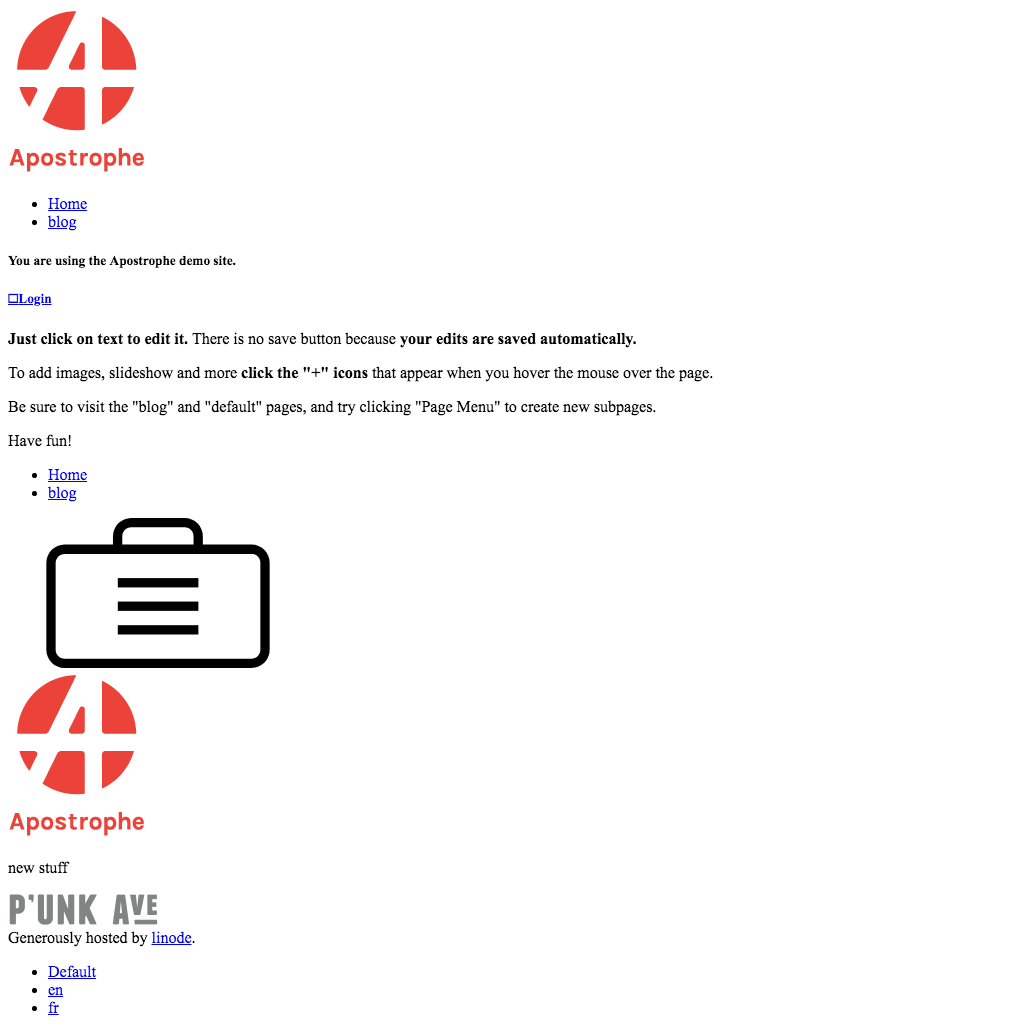 Apostrophe
Home
blog
You are using the Apostrophe demo site.
Login
Just click on text to edit it. There is no save button because your edits are saved automatically.
To add images, slideshow and more click the "+" icons that appear when you hover the mouse over the page.
Be sure to visit the "blog" and "default" pages, and try clicking "Page Menu" to create new subpages.
Have fun!
Home
blog
Apostrophe
new stuff
P'UNK AVE
Generously hosted by linode.
Default
en
fr